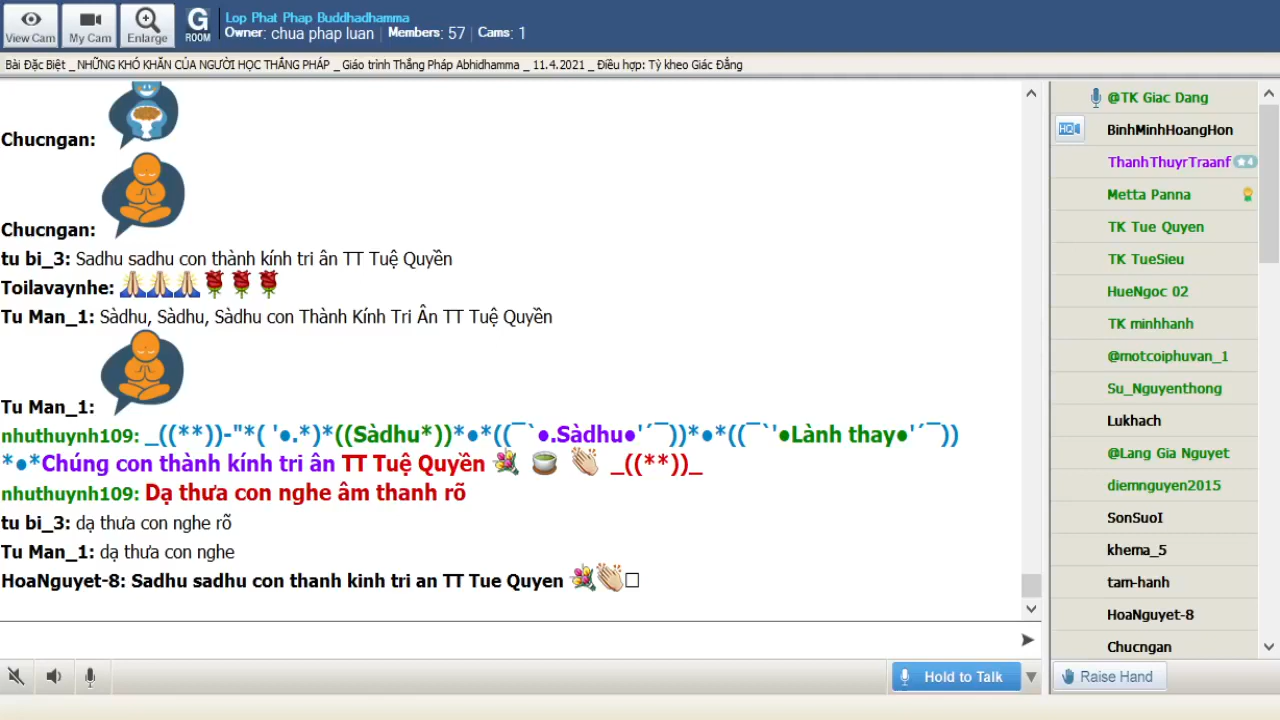 View Cam
My Cam
Enlarge
G
ROOM
Lop Phat Phap Buddhadhamma
Owner: chua phap luan | Members: 57 | Cams: 1
Bài Đặc Biệt _ NHỮNG KHÓ KHĂN CỦA NGƯỜI HỌC THẮNG PHÁP _ Giáo trình Thắng Pháp Abhidhamma _ 11.4.2021 _ Điều hợp: Tỳ kheo Giác Đẳng
Chucngan:
Chucngan:
tu bi_3: Sadhu sadhu con thành kính tri ân TT Tuệ Quyền
Toilavaynhe: 🙏🙏🙏🌹🌹🌹
Tu Man_1: Sàdhu, Sàdhu, Sàdhu con Thành Kính Tri Ân TT Tuệ Quyền
Tu Man_1:
nhuthuynh109: _((**))-"*( '●.*)*((Sàdhu*))*●*((¯`●.Sàdhu●'´¯))*●*((¯`'●Lành thay●'´¯))
*●*Chúng con thành kính tri ân TT Tuệ Quyền 💐 🍵 👏 _((**))_
nhuthuynh109: Dạ thưa con nghe âm thanh rõ
tu bi_3: dạ thưa con nghe rõ
Tu Man_1: dạ thưa con nghe
HoaNguyet-8: Sadhu sadhu con thanh kinh tri an TT Tue Quyen 💐👏□
Hold to Talk
@TK Giac Dang
HQ
BinhMinhHoangHon
ThanhThuyrTraanf ★4
Metta Panna
TK Tue Quyen
TK TueSieu
HueNgoc 02
TK minhhanh
@motcoiphuvan_1
Su_Nguyenthong
Lukhach
@Lang Gia Nguyet
diemnguyen2015
SonSuoI
khema_5
tam-hanh
HoaNguyet-8
Chucngan
Raise Hand